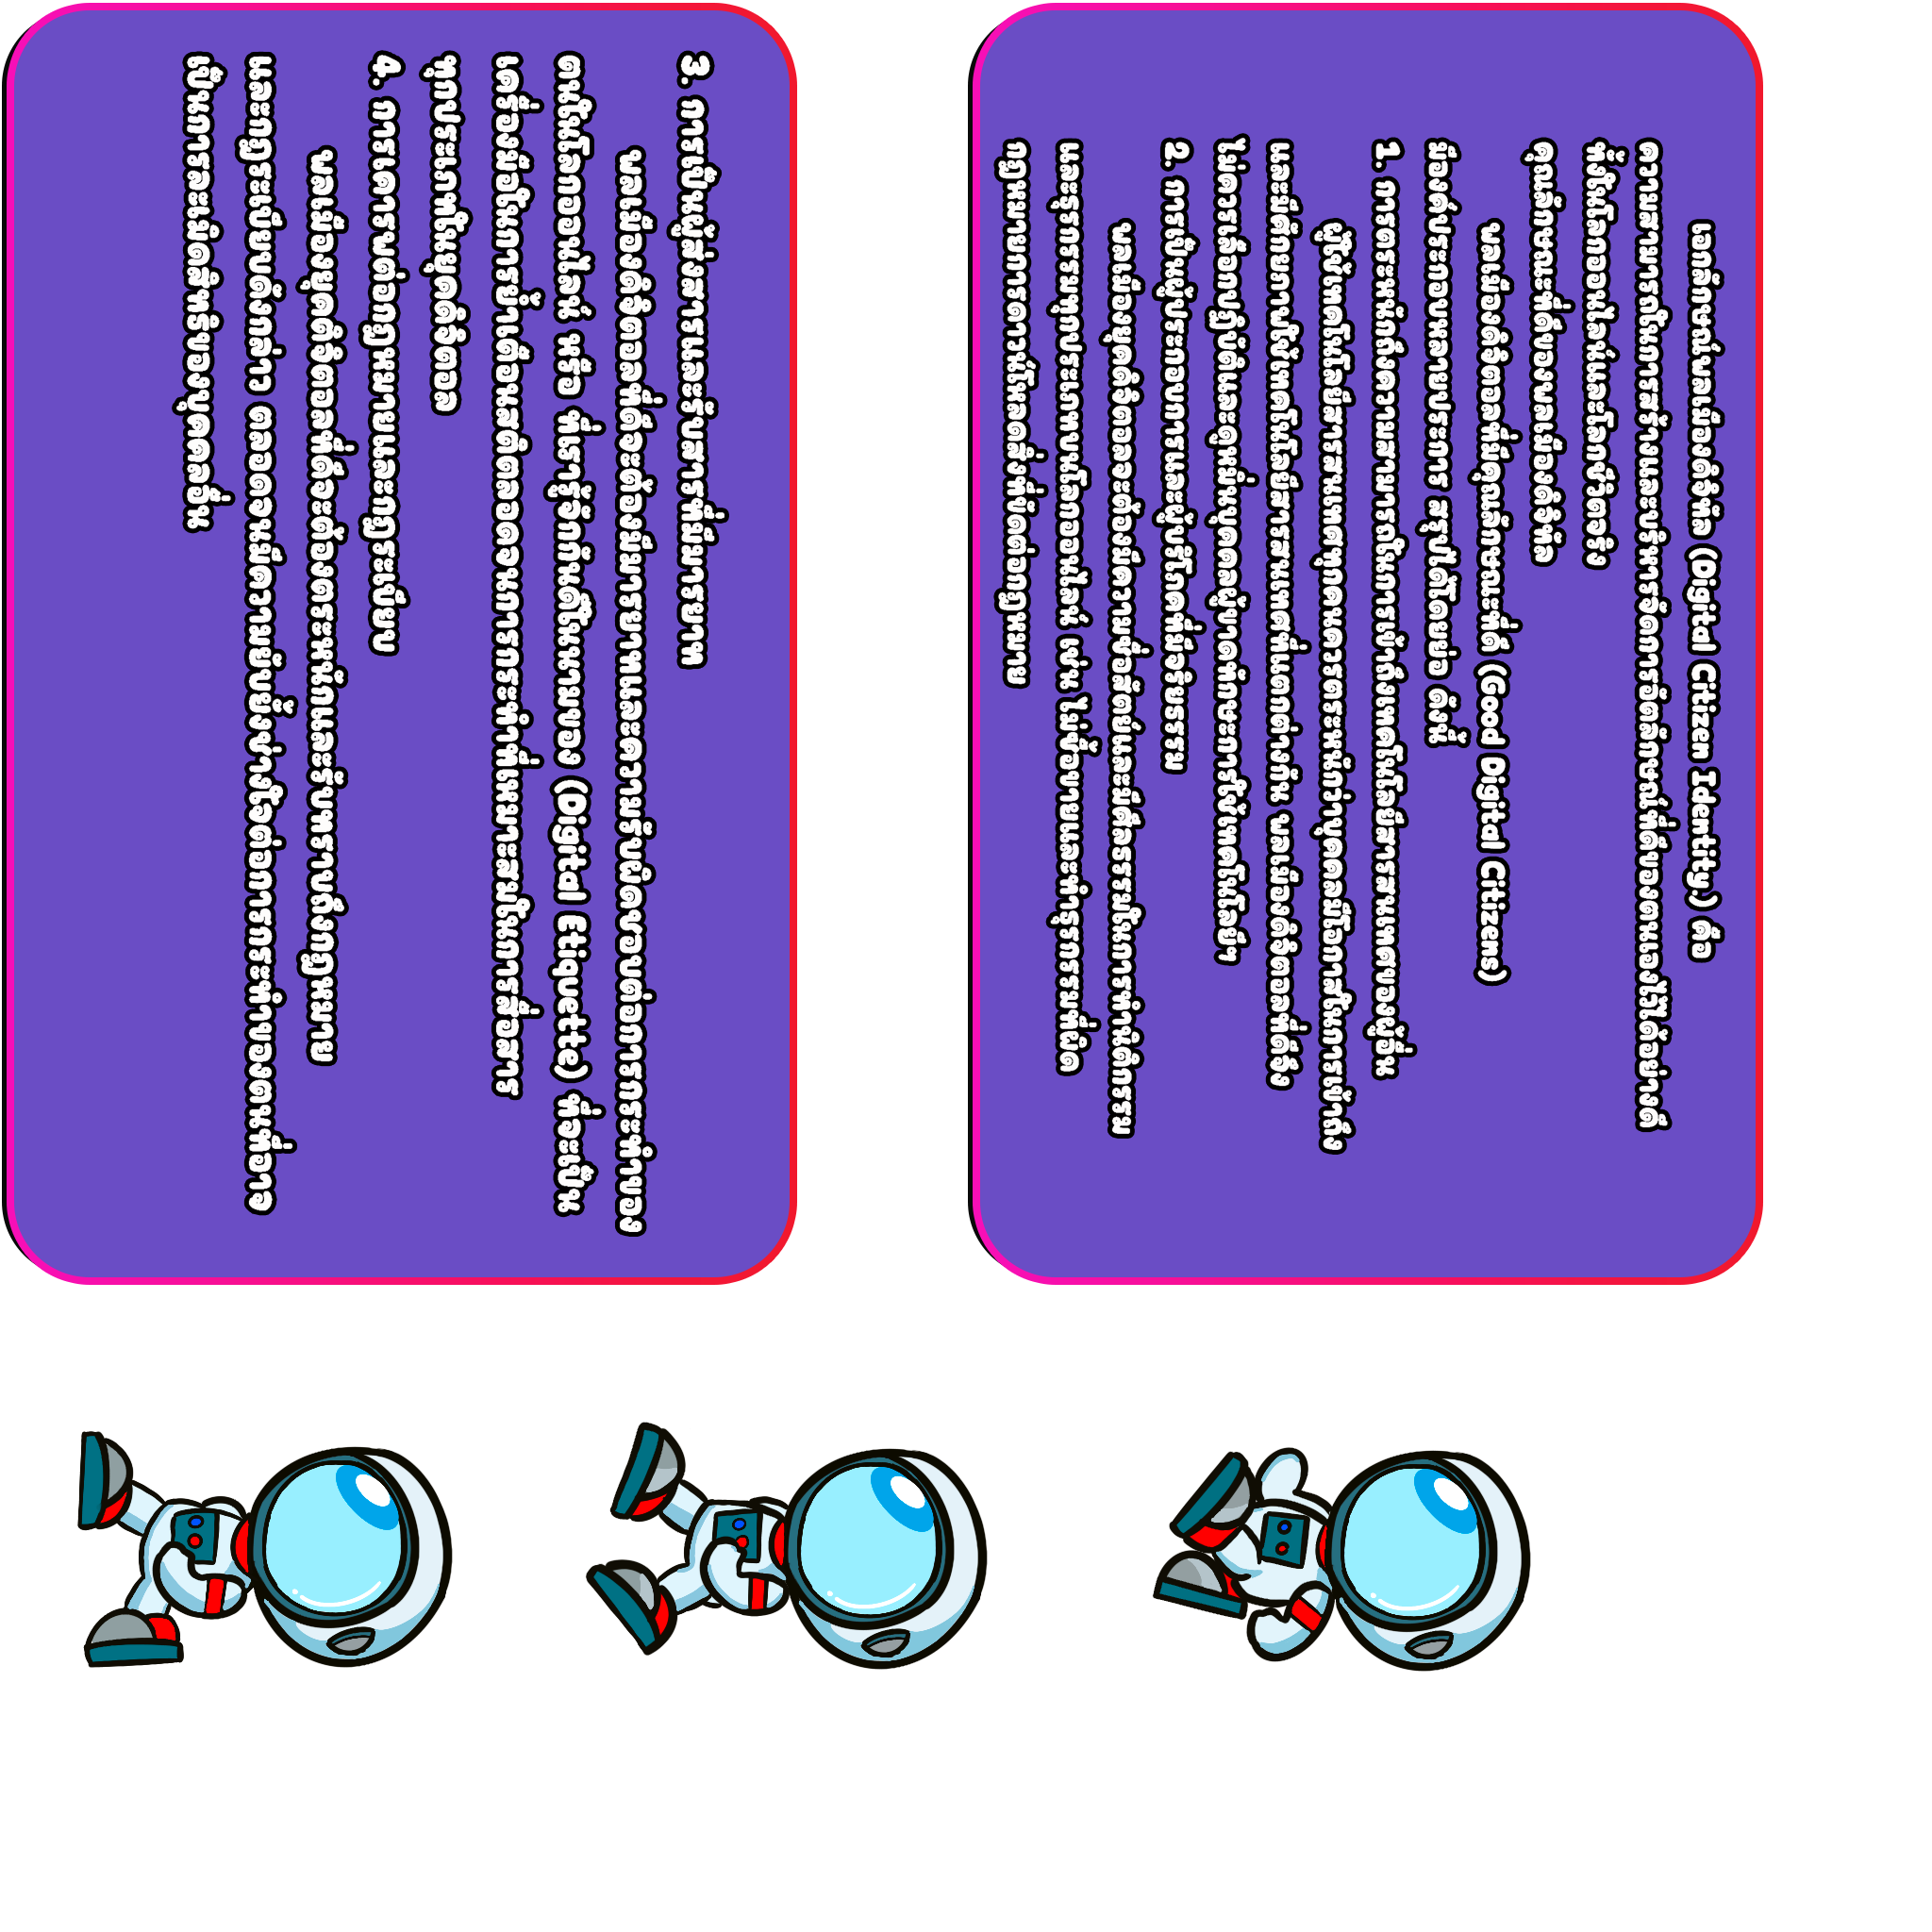 เอกลักษณ์พลเมืองดิจิทัล (Digital Citizen Identity) คือ
ความสามารถในการสร้างและบริหารจัดการอัตลักษณ์ที่ดีของตนเองไว้ได้อย่างดี
ทั้งในโลกออนไลน์และโลกจริง
คุณลักษณะที่ดีของพลเมืองดิจิทัล
พลเมืองดิจิทัลที่มีคุณลักษณะที่ดี (Good Digital Citizens)
มีองค์ประกอบหลายประการ สรุปได้โดยย่อ ดังนี้
1. การตระหนักถึงความสามารถในการเข้าถึงเทคโนโลยีสารสนเทศของผู้อื่น
ผู้ใช้เทคโนโลยีสารสนเทศทุกคนควรตระหนักว่าบุคคลมีโอกาสในการเข้าถึง
และมีศักยภาพในการใช้เทคโนโลยีสารสนเทศที่แตกต่างกัน พลเมืองดิจิทัลที่ดีจึง
ไม่ควรเลือกปฏิบัติและดูหมิ่นบุคคลผู้ขาดทักษะการใช้เทคโนโลยีฯ
2. การเป็นผู้ประกอบการและผู้บริโภคที่มีจริยธรรม
พลเมืองยุคดิจิทัลจะต้องมีความซื่อสัตย์และมีศีลธรรมในการทำนิติกรรม
และธุรกรรมทุกประเภทบนโลกออนไลน์ เช่น ไม่ซื้อขายและทำธุรกรรมที่ผิด
กฎหมาย
3. การเป็นผู้ส่งสารและรับสารที่มีมารยาท
พลเมืองดิจิทัลที่ดีจะต้องมีมารยาทและความรับผิดชอบต่อการกระทำของ
ตนในโลกออนไลน์ หรือ ที่เรารู้จักกันดีในนามของ (Digital Ettiquette) ที่จะเป็น
เครื่องมือในการย้ำเตือนสติตลอดจนการกระทำที่เหมาะสมในการสื่อสาร
ทุกประเภทในยุคดิจิตอล
4. การเคารพต่อกฎหมายและกฎระเบียบ
พลเมืองยุคดิจิตอลที่ดีจะต้องตระหนักและรับทราบถึงกฎหมาย
และกฎระเบียบดังกล่าว ตลอดจนมีความยับยั้งชั่งใจต่อการกระทำของตนที่อาจ
เป็นการละเมิดสิทธิของบุคคลอื่น